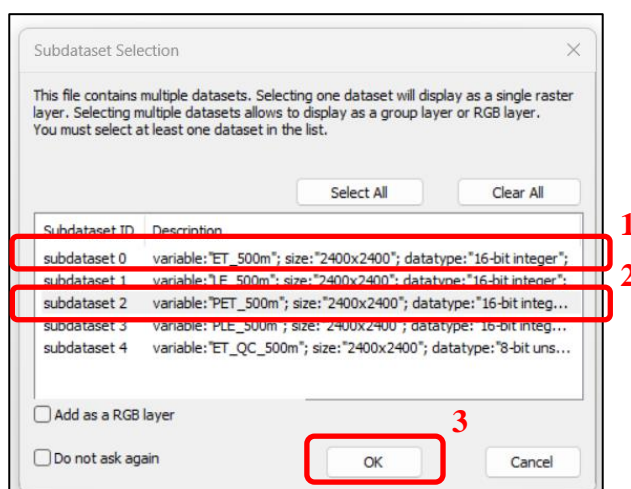 Subdataset Selection
This file contains multiple datasets. Selecting one dataset will display as a single raster
layer. Selecting multiple datasets allows to display as a group layer or RGB layer.
You must select at least one dataset in the list.
Select All Clear All
Subdataset ID Description
1
subdataset 0 variable:"ET_500m"; size:"2400x2400"; datatype:"16-bit integer";
subdataset 1 variable:"LE_500m"; size:"2400x2400"; datatype:"16-bit integer";
2
subdataset 2 variable:"PET_500m"; size:"2400x2400"; datatype:"16-bit integ...
subdataset 3 variable:"PLE_500m"; size:"2400x2400"; datatype:"16-bit integ...
subdataset 4 variable:"ET_QC_500m"; size:"2400x2400"; datatype:"8-bit uns...
Add as a RGB layer
3
Do not ask again OK Cancel